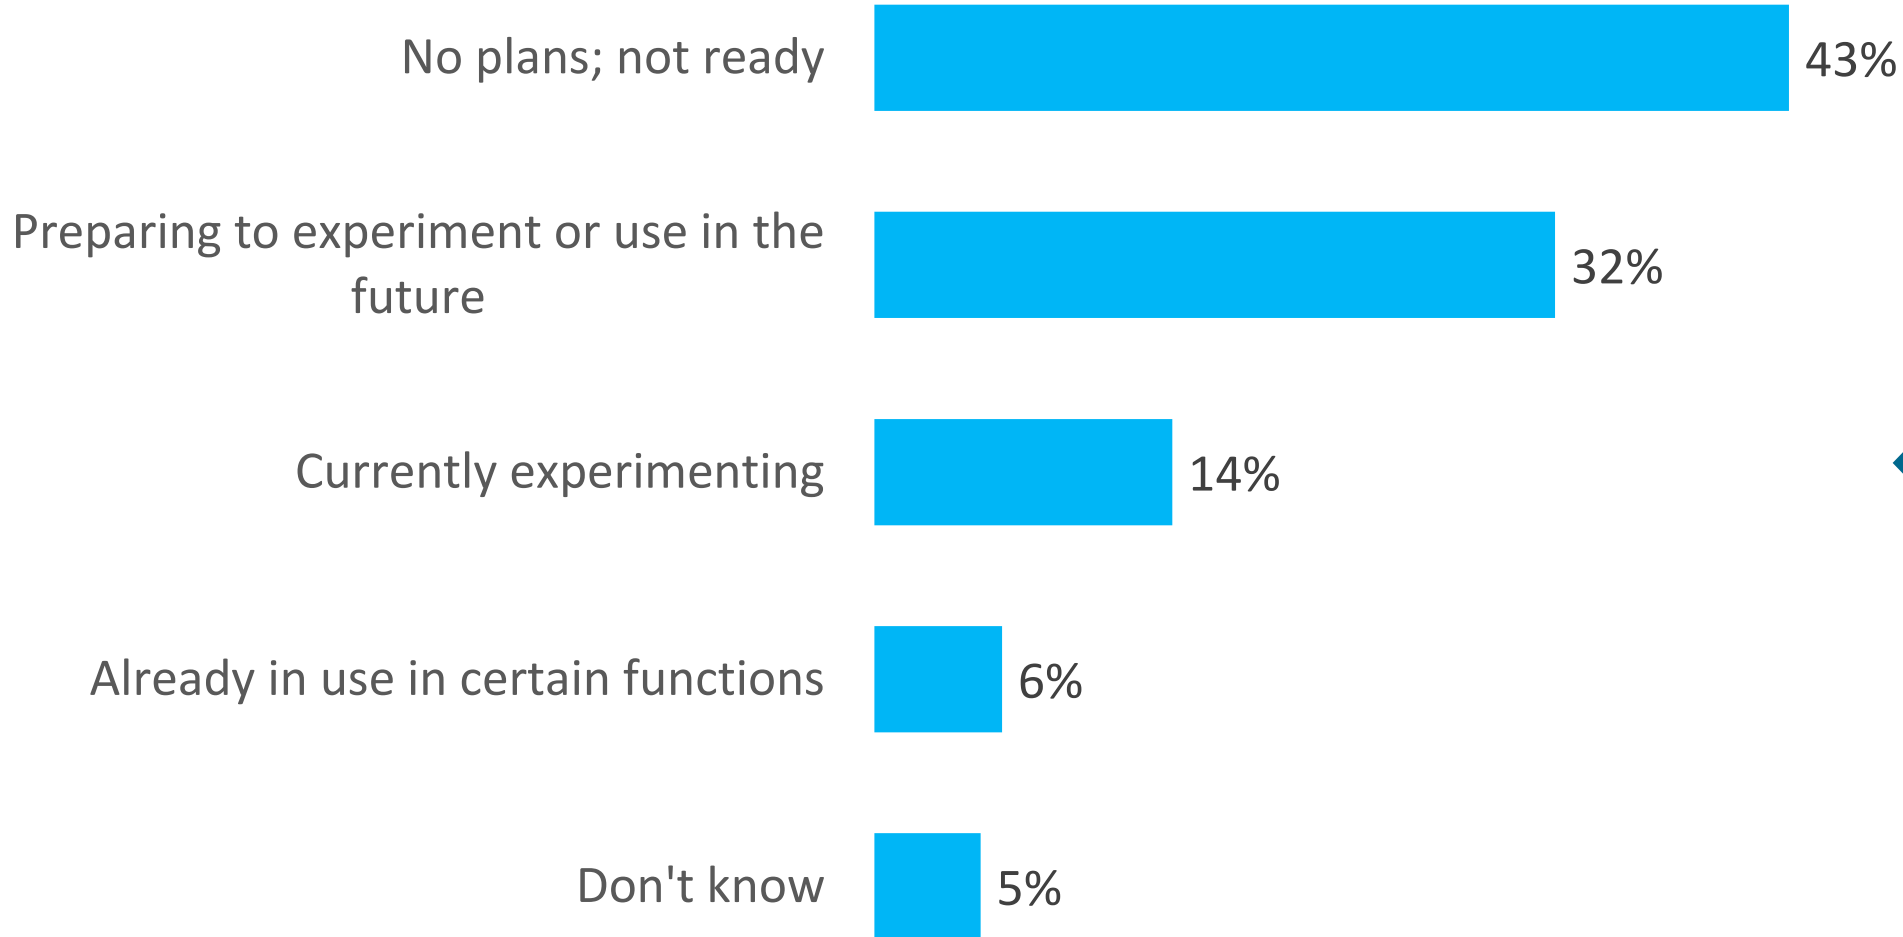 No plans; not ready
43%
Preparing to experiment or use in the
future
32%
Currently experimenting
14%
Already in use in certain functions
6%
Don't know
5%